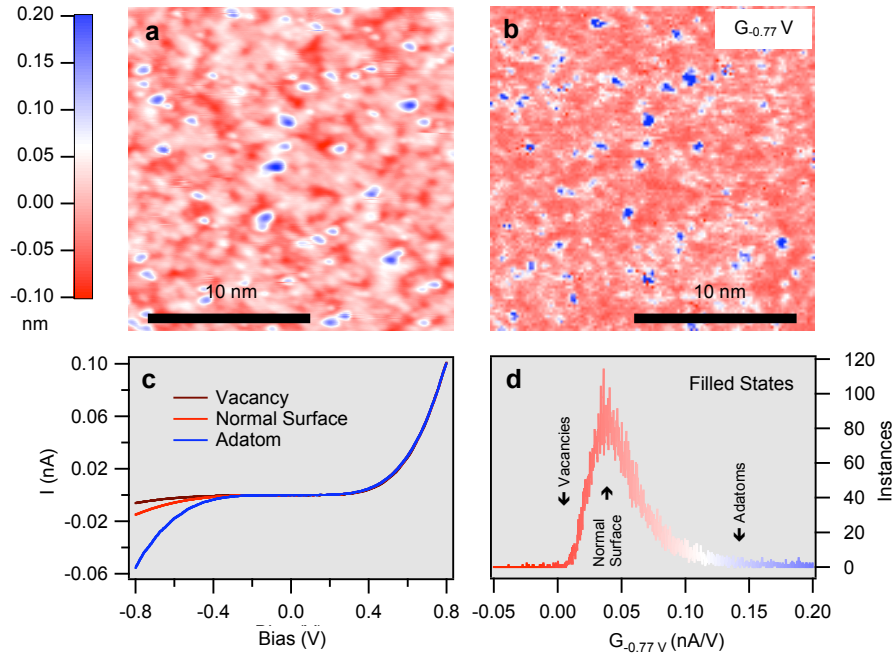 0.20
0.15
0.10
0.05
0.00
-0.05
-0.10
nm
a
10 nm
b
G-0.77 V
10 nm
c
0.10
0.06
0.02
-0.02
-0.06
I (nA)
Vacancy
Normal Surface
Adatom
-0.8
-0.4
0.0
0.4
0.8
Bias (V)
d
Filled States
Vacancies
Normal
Surface
Adatoms
120
100
80
60
40
20
0
Instances
-0.05
0.00
0.05
0.10
0.15
0.20
G-0.77 V (nA/V)